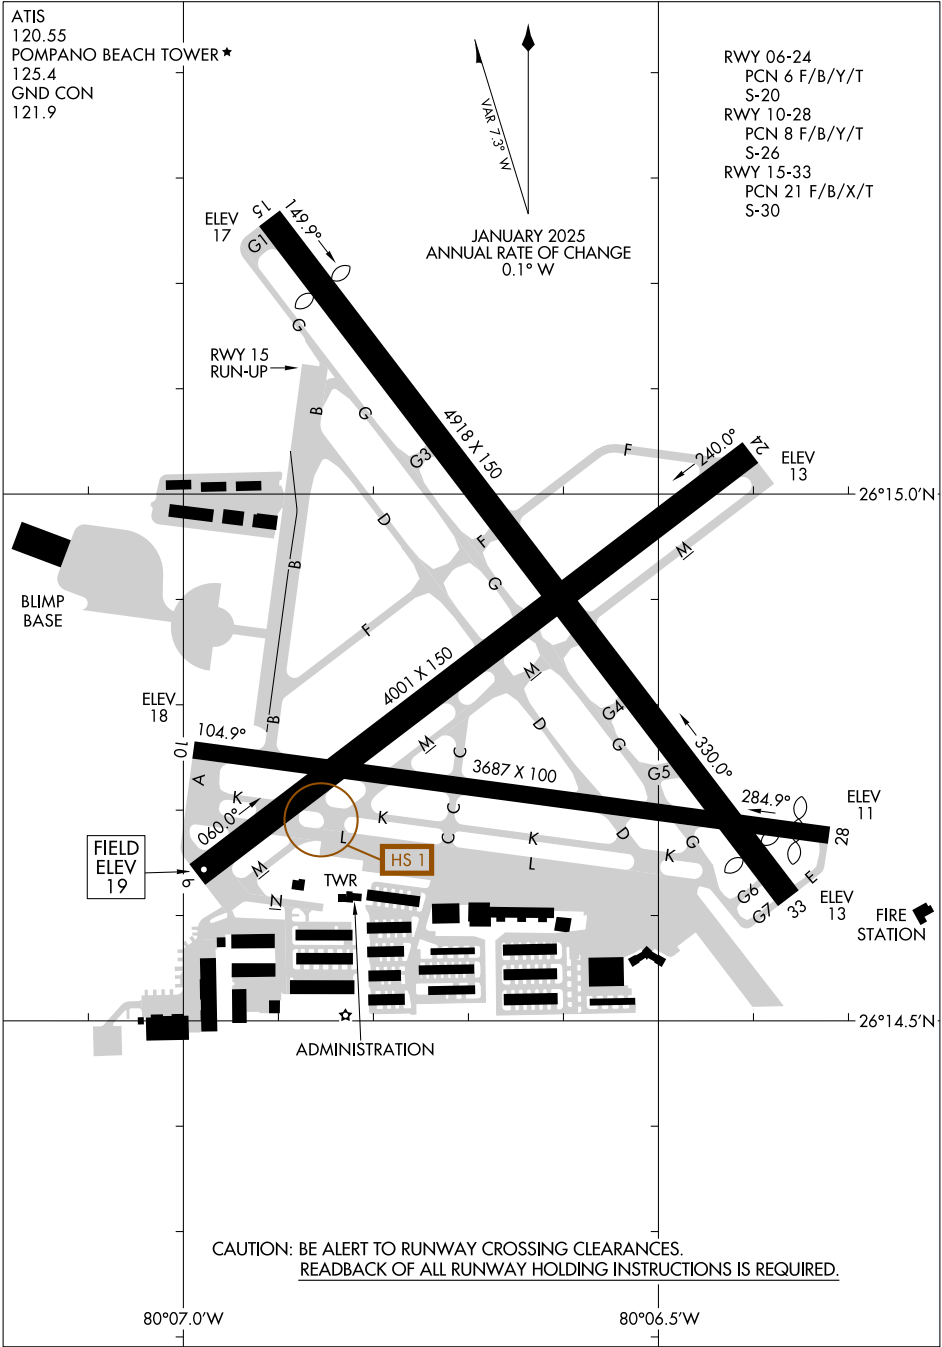 ATIS
120.55
POMPANO BEACH TOWER
125.4
GND CON
121.9
VAR 7.3° W
JANUARY 2025
ANNUAL RATE OF CHANGE
0.1° W
RWY 06-24
PCN 6 F/B/Y/T
S-20
RWY 10-28
PCN 8 F/B/Y/T
S-26
RWY 15-33
PCN 21 F/B/X/T
S-30
ELEV
17
15
149.9°
G1
G
RWY 15
RUN-UP
B
G
G3
4918 X 150
F
240.0°
24
ELEV
13
26°15.0'N
D
F
M
B
G
BLIMP
BASE
F
4001 X 150
M
ELEV
18
B
D
G4
G
330.0°
104.9°
10
M
C
3687 X 100
G5
A
K
060.0°
C
K
K
D
G
284.9°
ELEV
11
28
L
C
L
K
HS 1
FIELD
ELEV
19
6
M
N
TWR
E
G6
G7
33
ELEV
13
FIRE
STATION
26°14.5'N
ADMINISTRATION
CAUTION: BE ALERT TO RUNWAY CROSSING CLEARANCES.
READBACK OF ALL RUNWAY HOLDING INSTRUCTIONS IS REQUIRED.
80°07.0'W
80°06.5'W